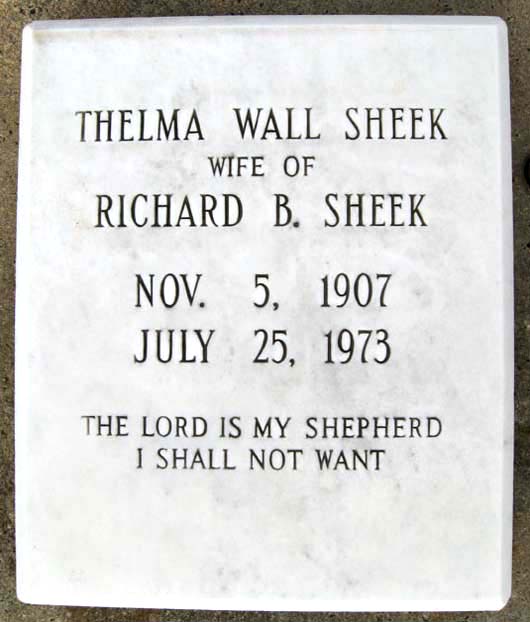 THELMA WALL SHEEK
WIFE OF
RICHARD B. SHEEK
NOV. 5, 1907
JULY 25, 1973
THE LORD IS MY SHEPHERD
I SHALL NOT WANT